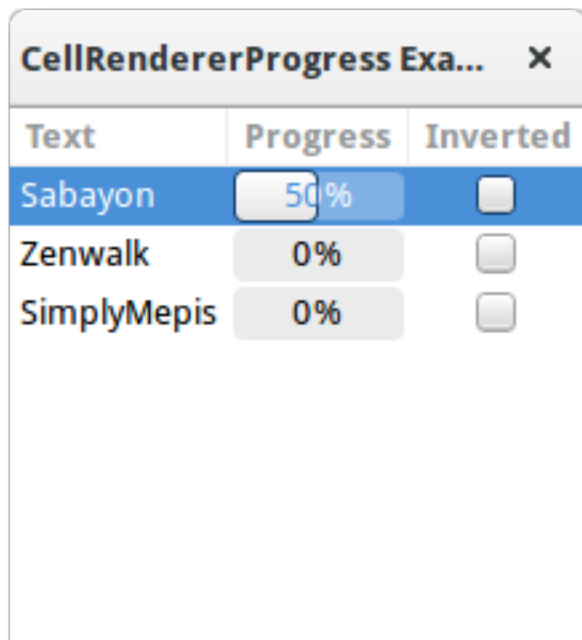 CellRendererProgress Exa...
Text Progress Inverted
Sabayon 50%
Zenwalk 0%
SimplyMepis 0%